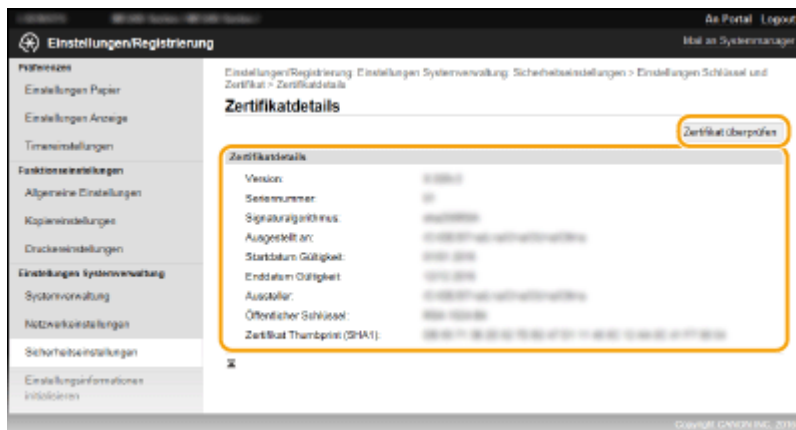 An Portal Logout
Einstellungen/Registrierung
Mail an Systemmanager
Präferenzen
Einstellungen Papier
Einstellungen Anzeige
Timereinstellungen
Funktionseinstellungen
Allgemeine Einstellungen
Kopiereinstellungen
Druckereinstellungen
Einstellungen Systemverwaltung
Systemverwaltung
Netzwerkeinstellungen
Sicherheitseinstellungen
Einstellungsinformationen
initialisieren
Einstellungen/Registrierung: Einstellungen Systemverwaltung: Sicherheitseinstellungen > Einstellungen Schlüssel und
Zertifikat > Zertifikatdetails
Zertifikatdetails
Zertifikat überprüfen
Zertifikatdetails
Version:
Seriennummer:
Signaturalgorithmus:
Ausgestellt an:
Startdatum Gültigkeit:
Enddatum Gültigkeit:
Aussteller:
Öffentlicher Schlüssel:
Zertifikat Thumbprint (SHA1):
Copyright CANON INC. 2016